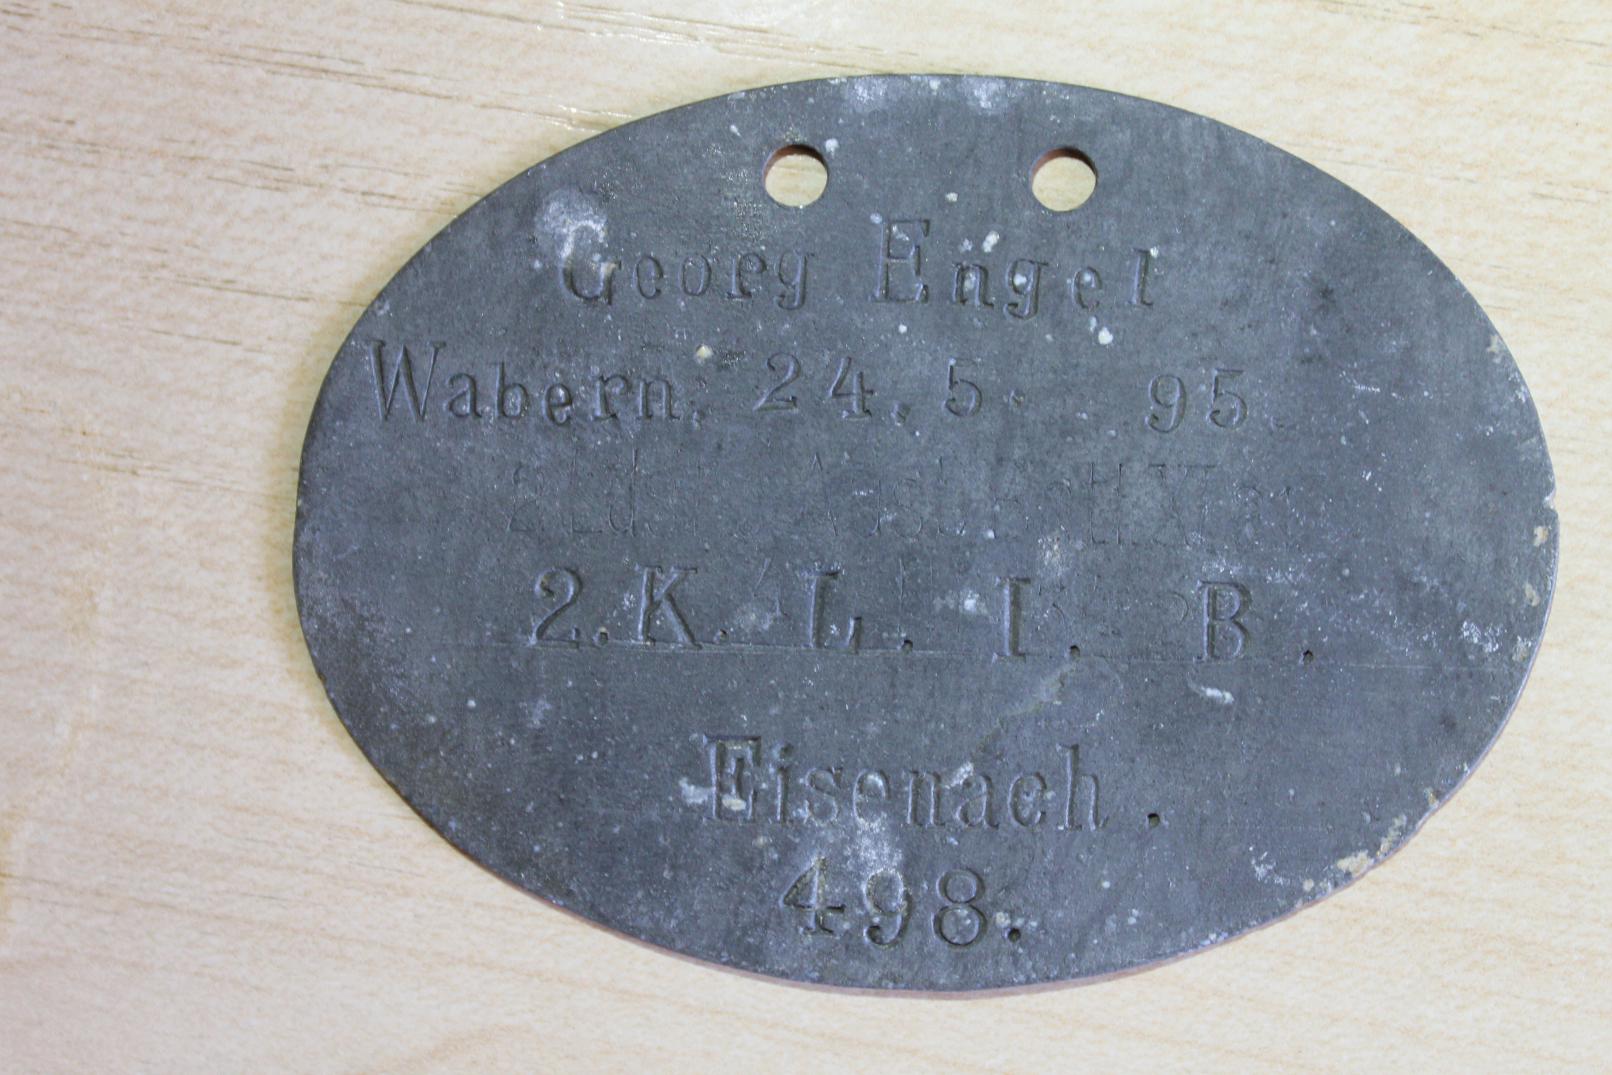 Georg Engel
Wabern, 24. 5. 95.
2. K. L. I. B.
Eisenach.
498.